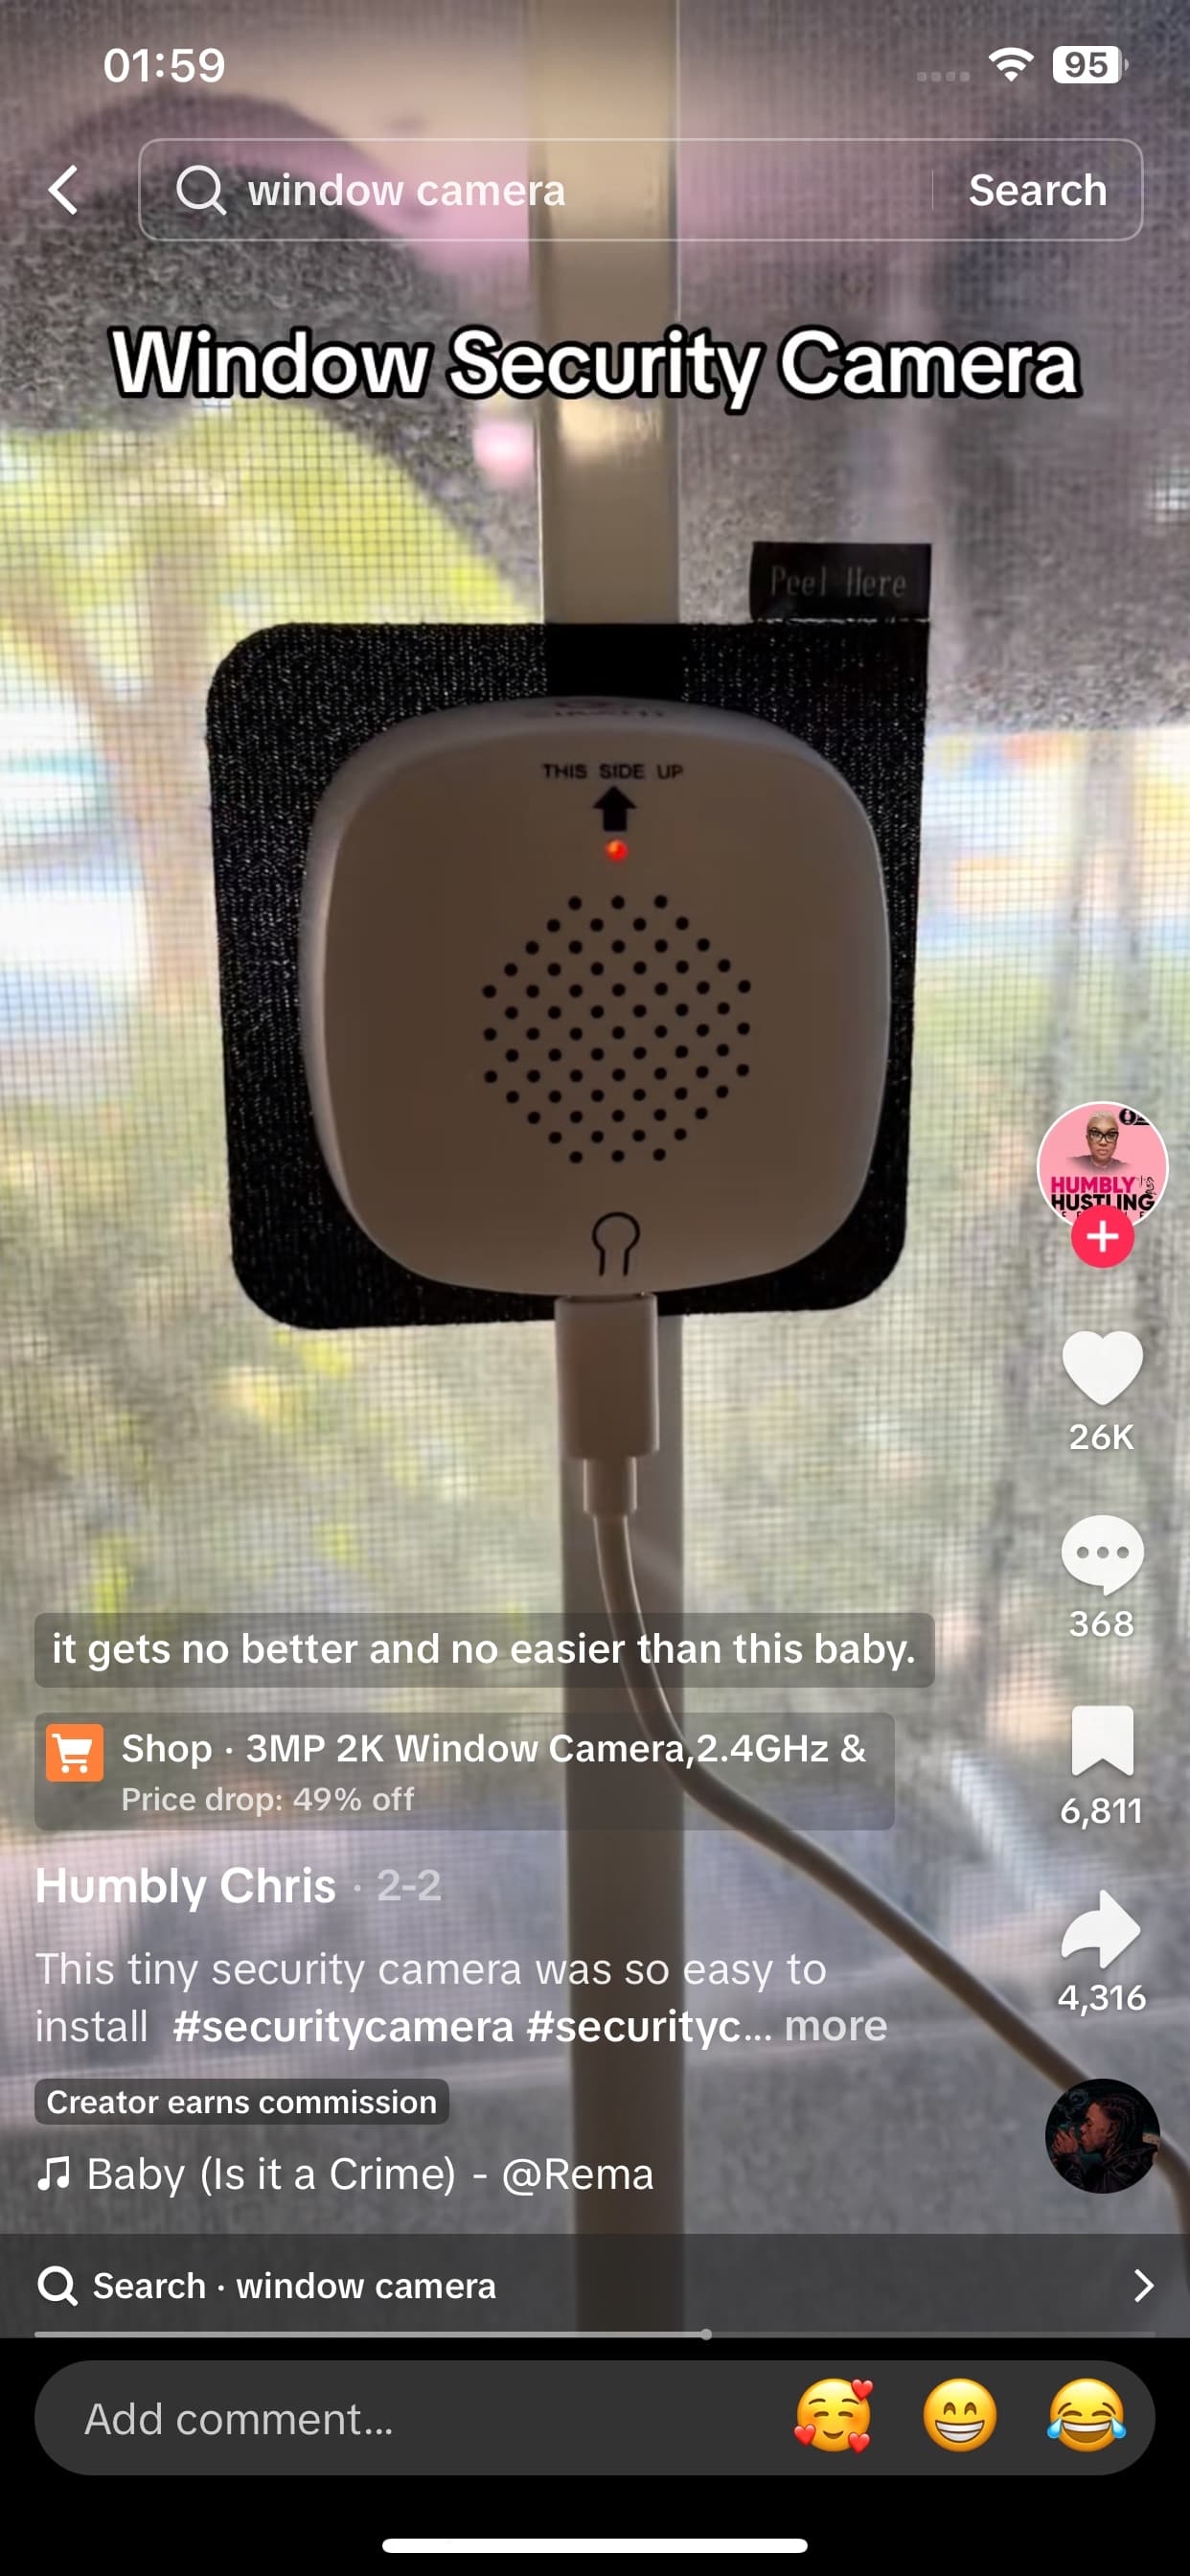 01:59
95
window camera
Search
Window Security Camera
Peel Here
THIS SIDE UP
HUMBLY
HUSTLING
26K
368
it gets no better and no easier than this baby.
Shop · 3MP 2K Window Camera,2.4GHz &
Price drop: 49% off
6,811
Humbly Chris · 2-2
This tiny security camera was so easy to
install #securitycamera #securityc... more
4,316
Creator earns commission
Baby (Is it a Crime) - @Rema
Search · window camera
Add comment...